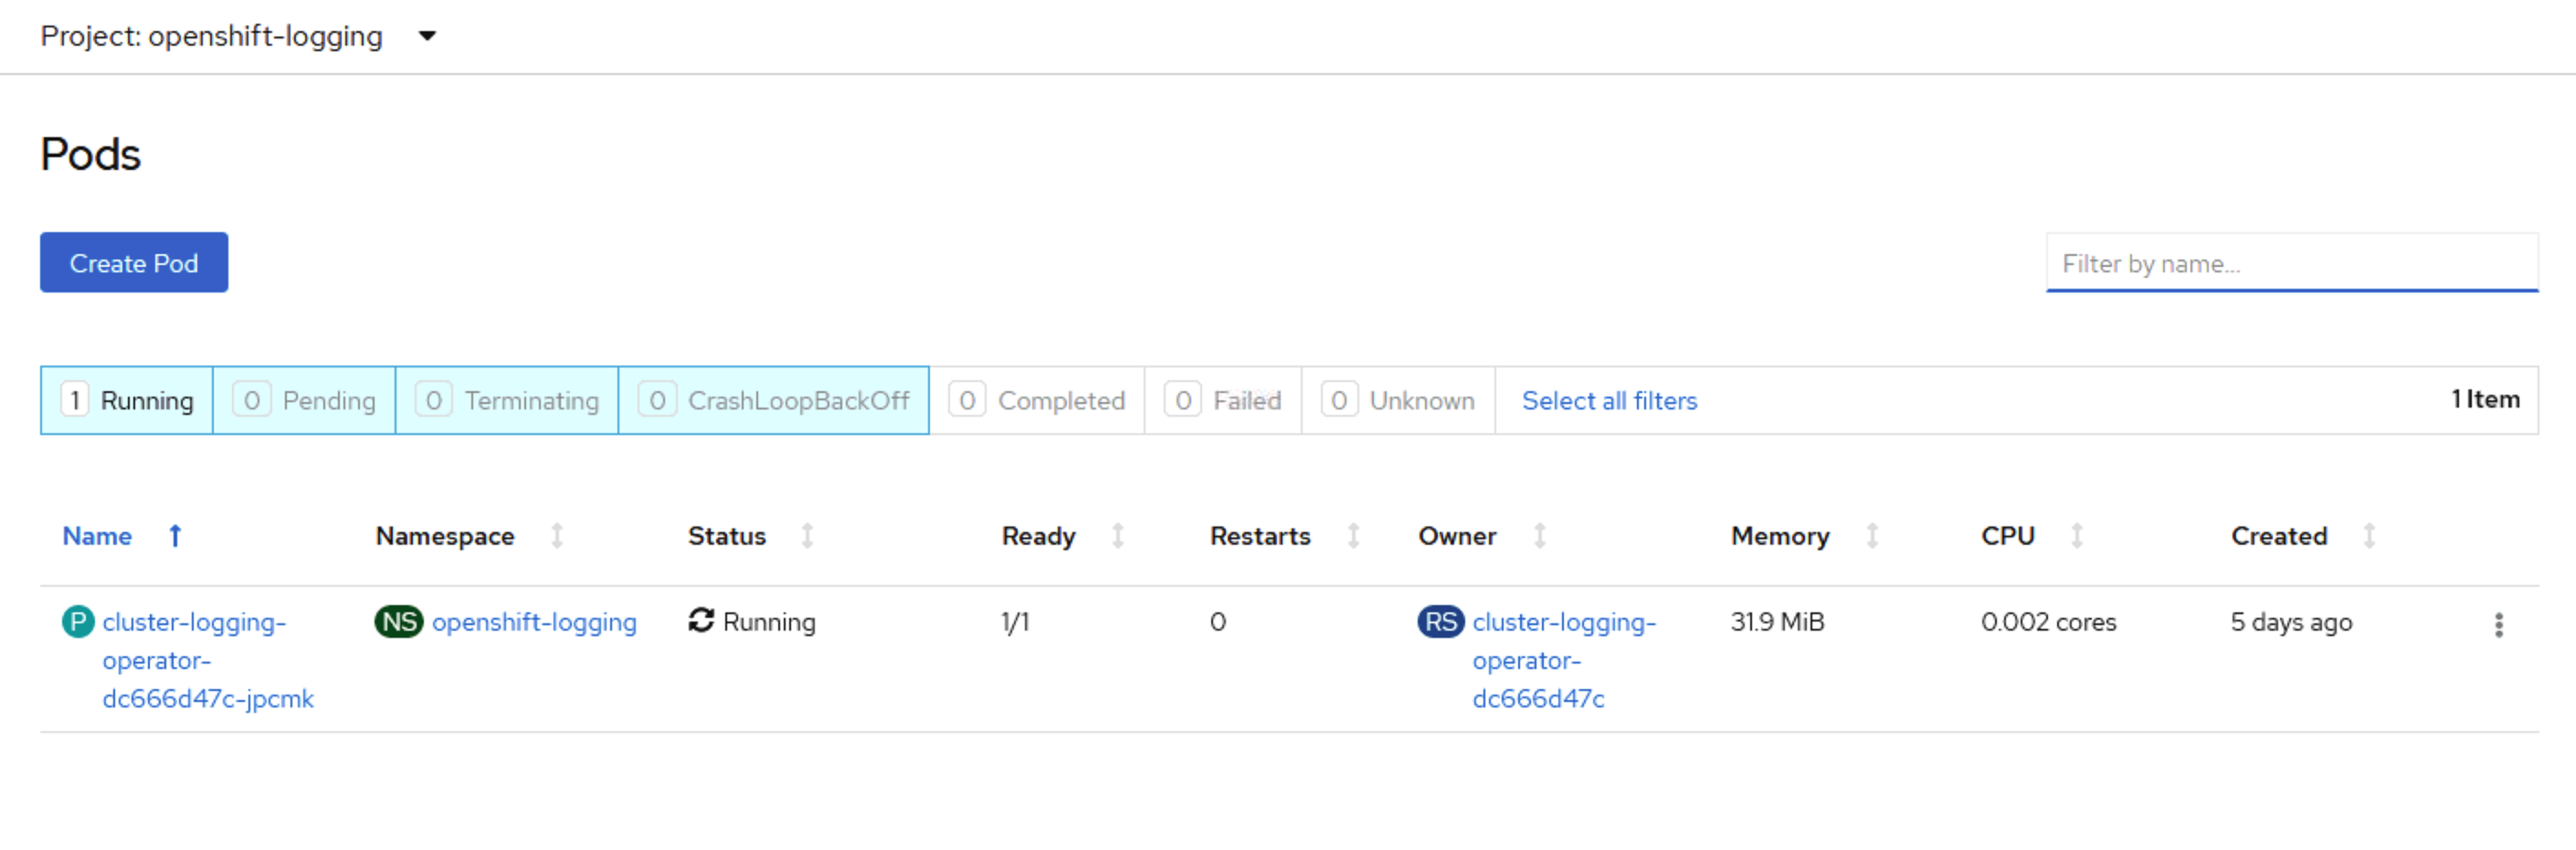 Project: openshift-logging
Pods
Create Pod
Filter by name...
1 Running 0 Pending 0 Terminating 0 CrashLoopBackOff 0 Completed 0 Failed 0 Unknown Select all filters 1 Item
Name Namespace Status Ready Restarts Owner Memory CPU Created
P cluster-logging- NS openshift-logging Running 1/1 0 RS cluster-logging- 31.9 MiB 0.002 cores 5 days ago
operator- operator-
dc666d47c-jpcmk dc666d47c